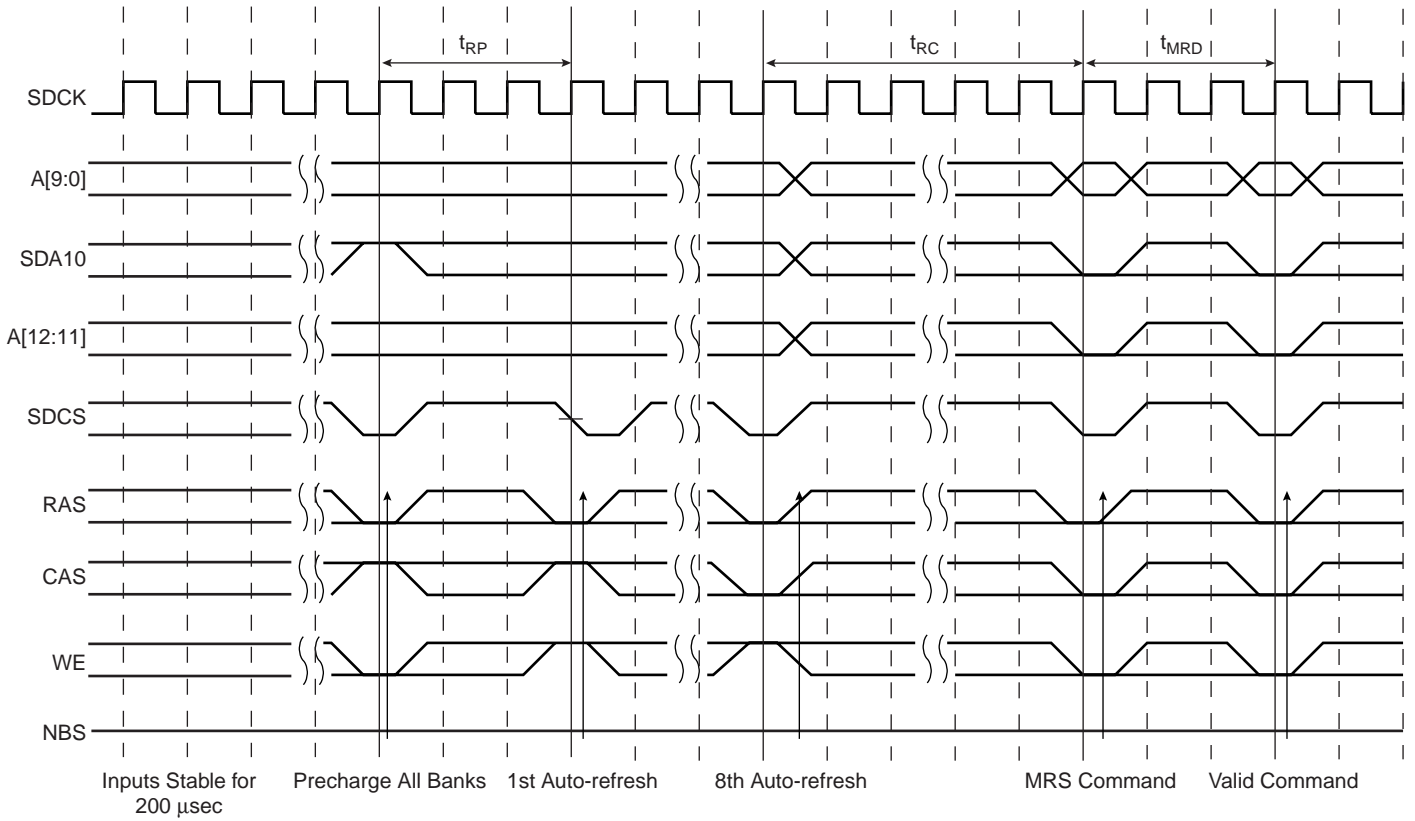 tRP
tRC
tMRD
SDCK
A[9:0]
SDA10
A[12:11]
SDCS
RAS
CAS
WE
NBS
Inputs Stable for
200 μsec
Precharge All Banks
1st Auto-refresh
8th Auto-refresh
MRS Command
Valid Command